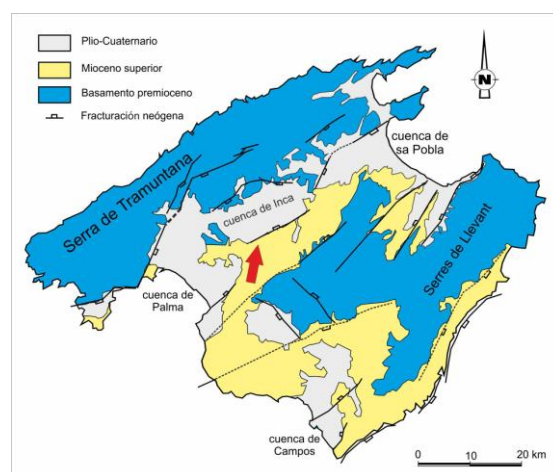 Plio-Cuaternario
Mioceno superior
Basamento premioceno
Fracturación neógena
N
cuenca de
sa Pobla
Serra de Tramuntana
cuenca de Inca
Serres de Llevant
cuenca de
Palma
cuenca de
Campos
0 10 20 km